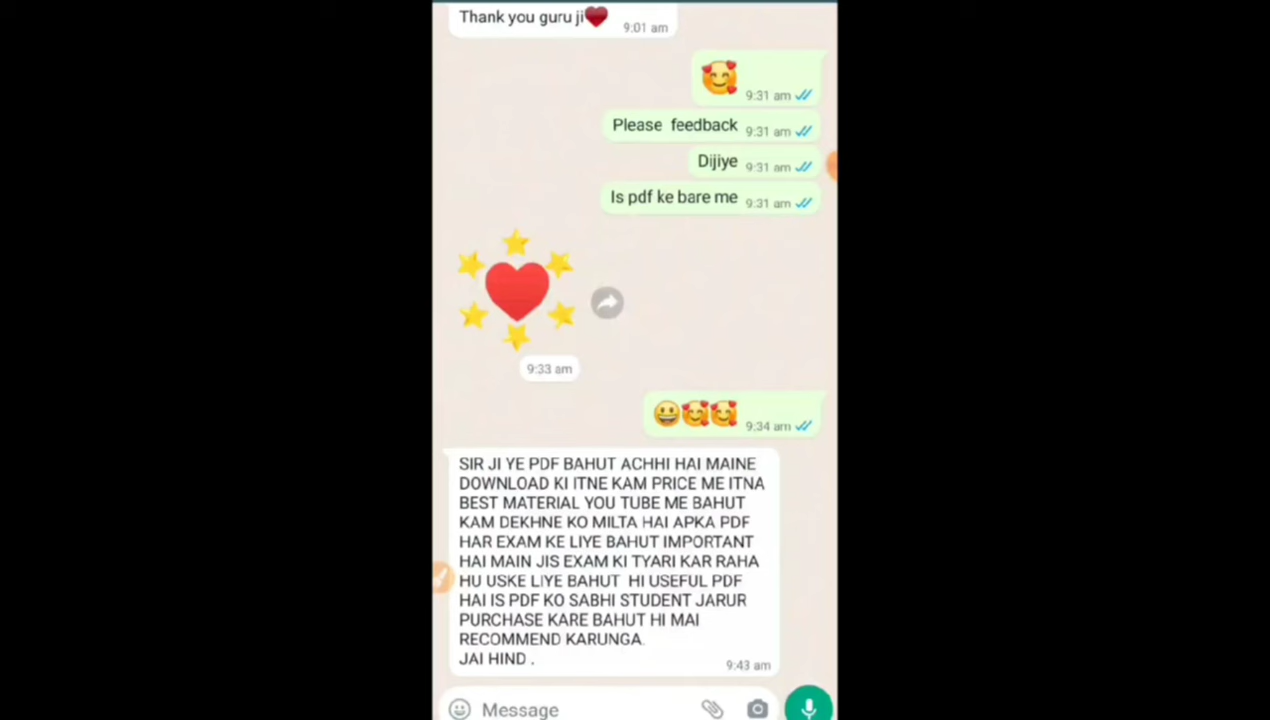 Thank you guru ji❤️
9:01 am
🥰
9:31 am
Please feedback
9:31 am
Dijiye
9:31 am
Is pdf ke bare me
9:31 am
9:33 am
😀🥰🥰
9:34 am
SIR JI YE PDF BAHUT ACHHI HAI MAINE
DOWNLOAD KI ITNE KAM PRICE ME ITNA
BEST MATERIAL YOU TUBE ME BAHUT
KAM DEKHNE KO MILTA HAI APKA PDF
HAR EXAM KE LIYE BAHUT IMPORTANT
HAI MAIN JIS EXAM KI TYARI KAR RAHA
HU USKE LIYE BAHUT HI USEFUL PDF
HAI IS PDF KO SABHI STUDENT JARUR
PURCHASE KARE BAHUT HI MAI
RECOMMEND KARUNGA.
JAI HIND .
9:43 am
Message